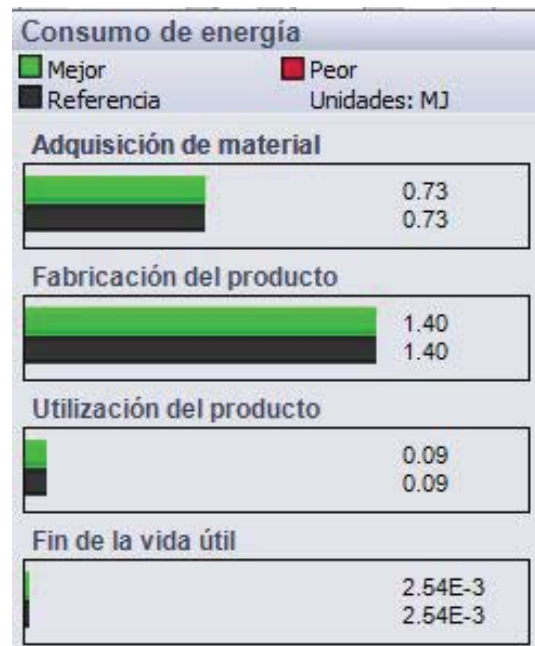 Consumo de energía
Mejor Peor
Referencia Unidades: MJ
Adquisición de material
0.73
0.73
Fabricación del producto
1.40
1.40
Utilización del producto
0.09
0.09
Fin de la vida útil
2.54E-3
2.54E-3